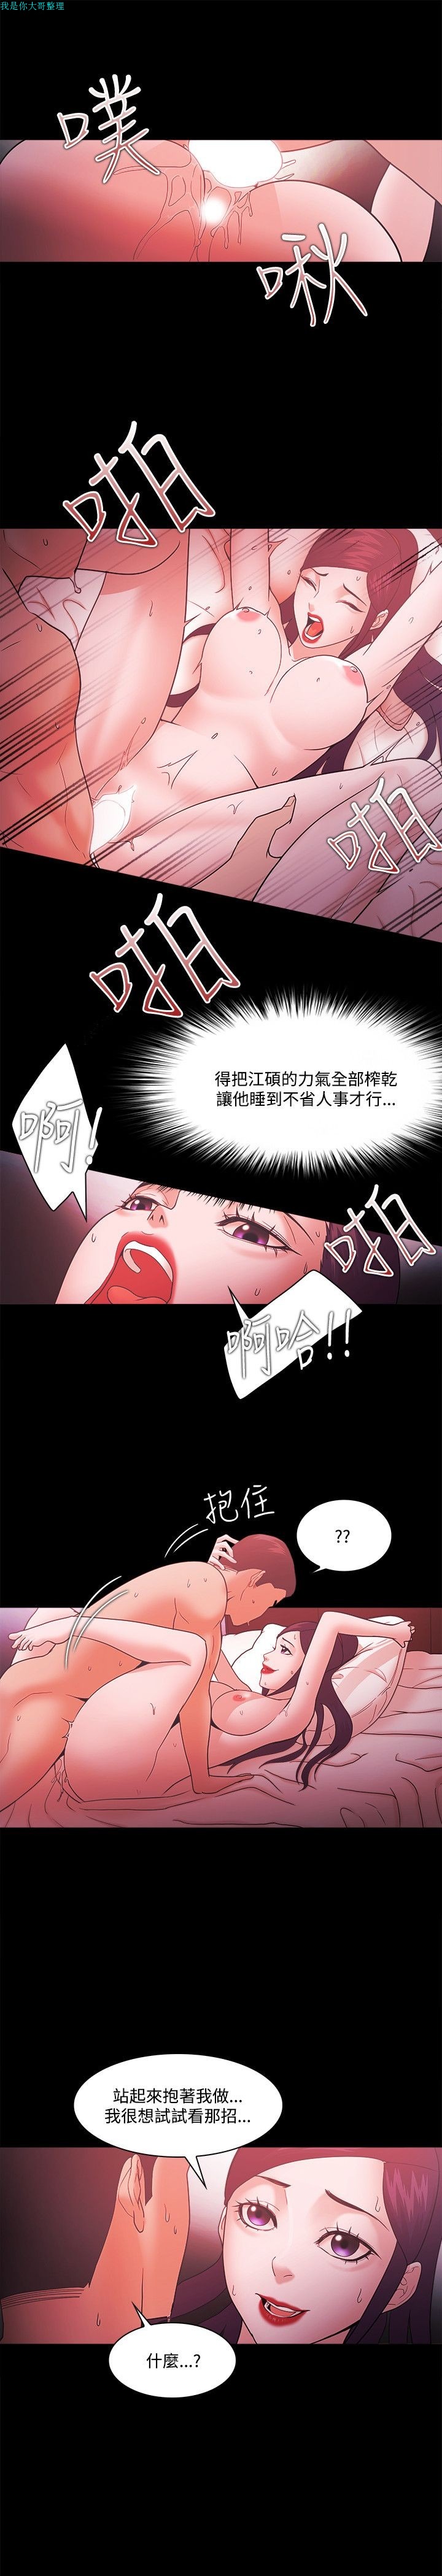 我是你大哥整理
噗
啾
啪
啪
啪
得把江碩的力氣全部榨乾
讓他睡到不省人事才行...
啊!
啪
啊哈!!
抱住
??
站起來抱著我做...
我很想試試看那招...
什麼...?